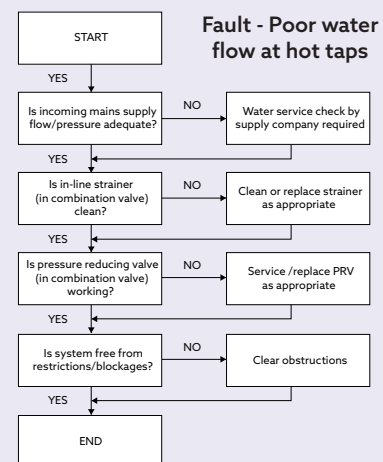 Fault - Poor water
flow at hot taps
START
YES
Is incoming mains supply
flow/pressure adequate?
NO
Water service check by
supply company required
YES
Is in-line strainer
(in combination valve)
clean?
NO
Clean or replace strainer
as appropriate
YES
Is pressure reducing valve
(in combination valve)
working?
NO
Service /replace PRV
as appropriate
YES
Is system free from
restrictions/blockages?
NO
Clear obstructions
YES
END